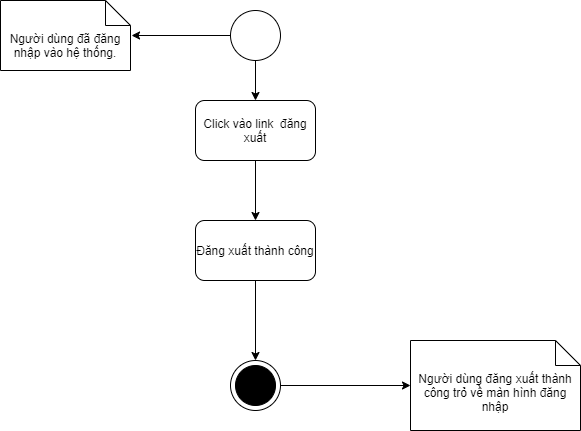 Người dùng đã đăng
nhập vào hệ thống.
Click vào link đăng
xuất
Đăng xuất thành công
Người dùng đăng xuất thành
công trỏ về màn hình đăng
nhập